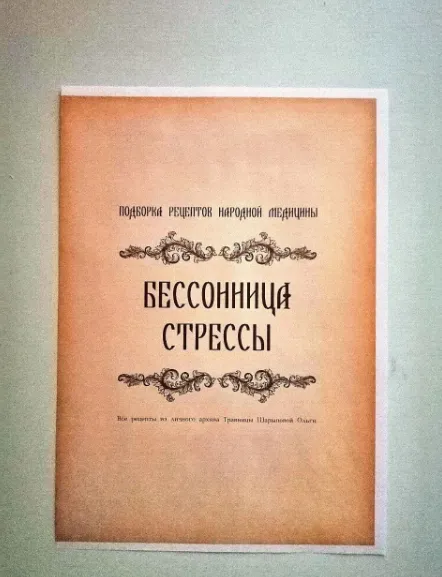 ПОДБОРКА РЕЦЕПТОВ НАРОДНОЙ МЕДИЦИНЫ
БЕССОННИЦА
СТРЕССЫ
Все рецепты из личного архива Травницы Шарыповой Ольги